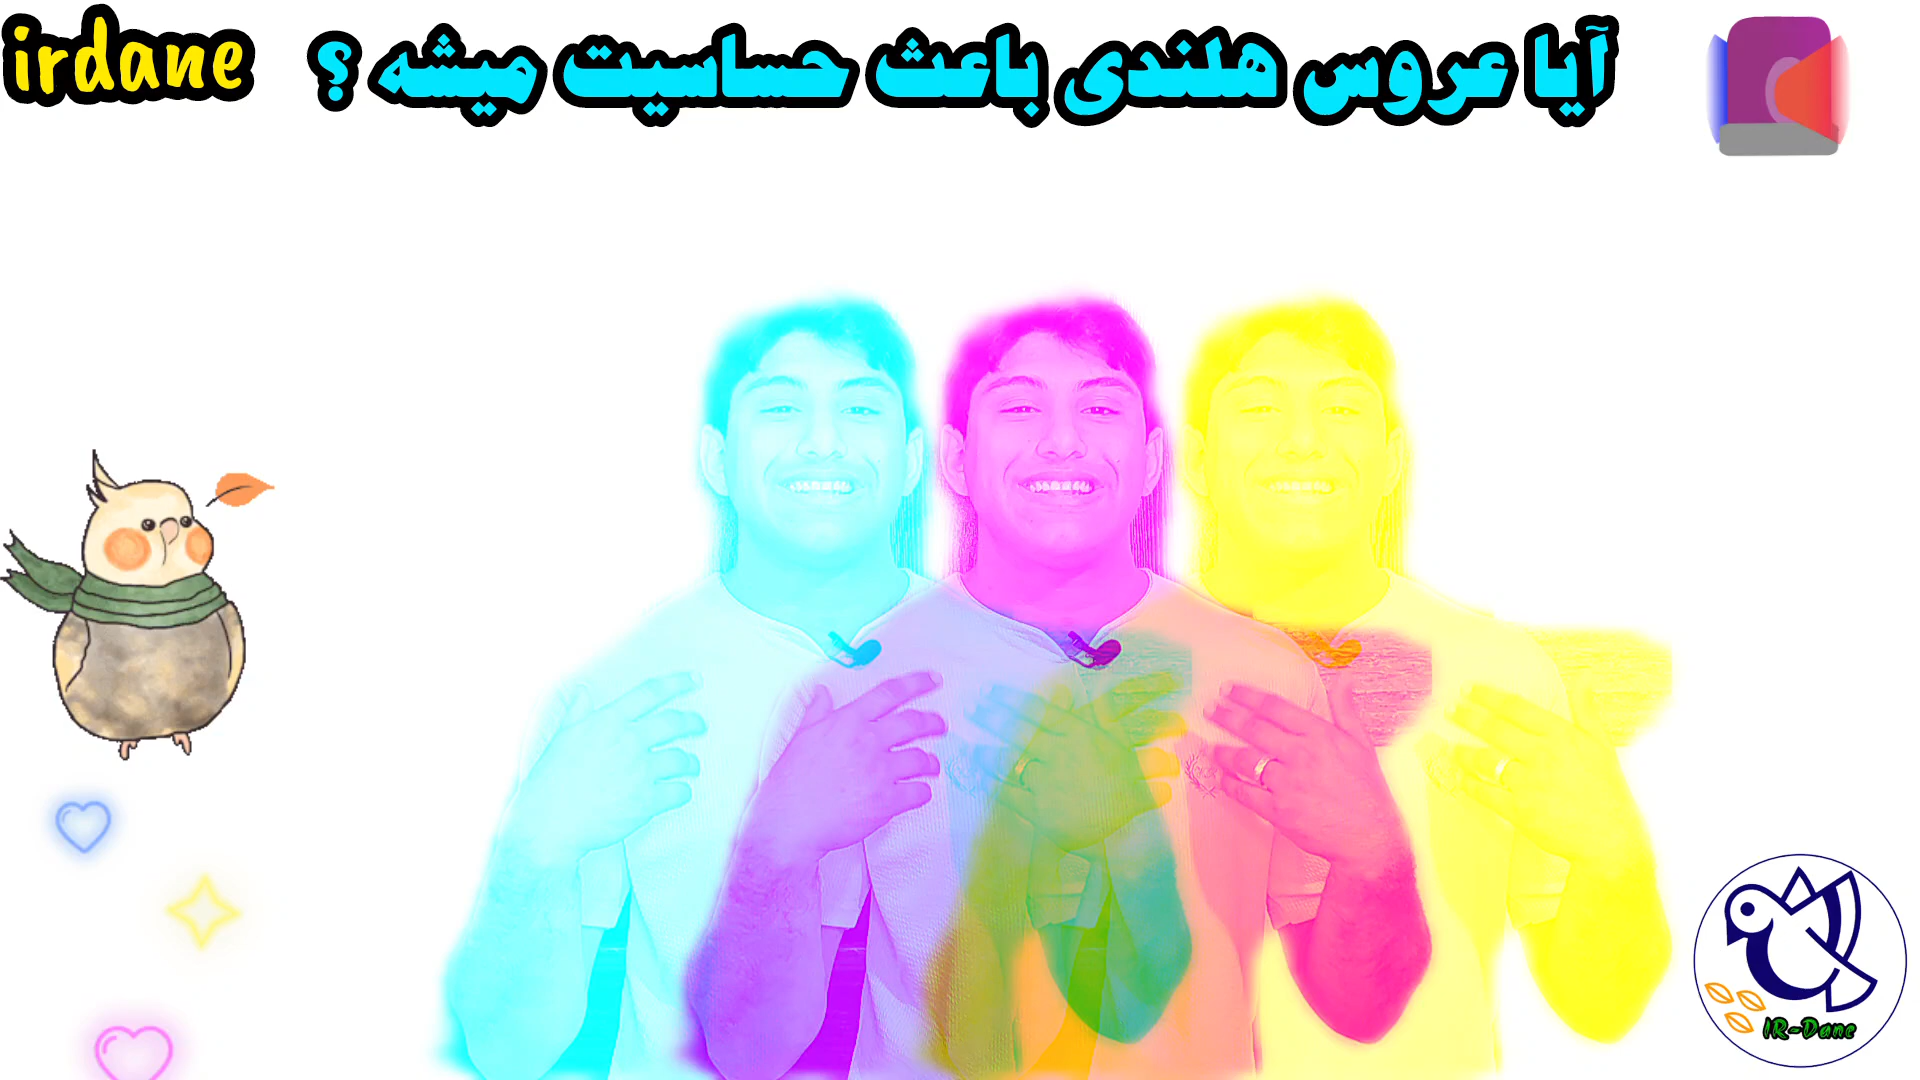 irdane
آیا عروس هلندی باعث حساسیت میشه ؟
IR-Dane